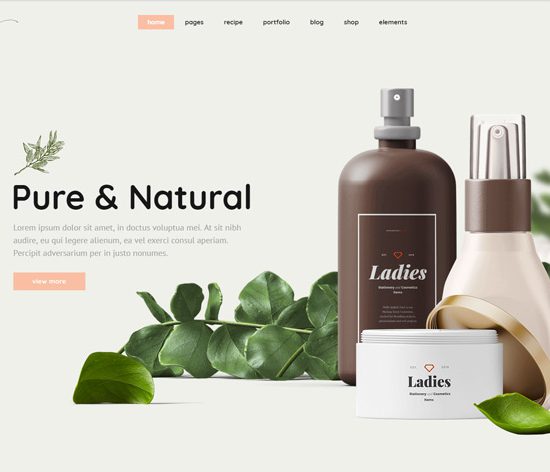 home pages recipe portfolio blog shop elements
Pure & Natural
Lorem ipsum dolor sit amet, in doctus voluptua mei. At sit nibh
audire, eu qui legere alienum, ea vel exerci consul aperiam.
Percipit adversarium per in justo nonumes.
view more
Ladies
Stationery and Cosmetics
Items
Ladies
Stationery and Cosmetics
Items